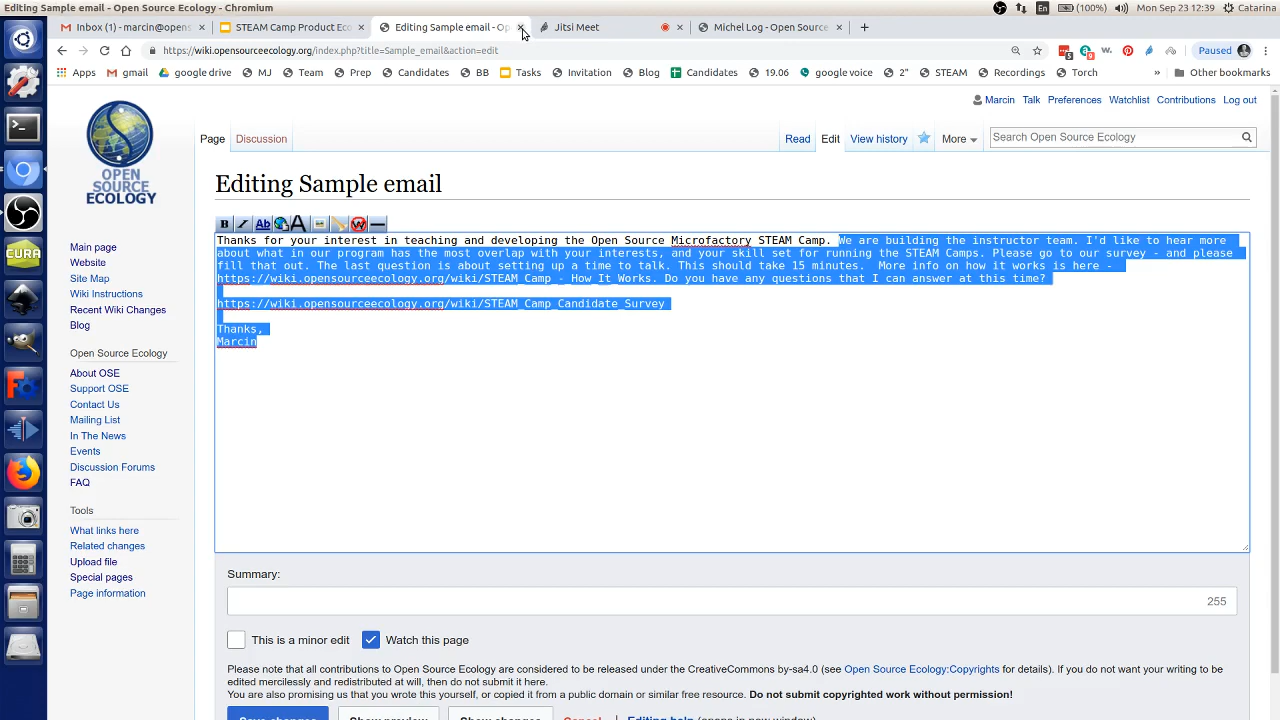 Editing Sample email - Open Source Ecology - Chromium
En
(100%)
Mon Sep 23 12:39
Catarina
Inbox (1) - marcin@opens
STEAM Camp Product Ec
Editing Sample email - Op
Jitsi Meet
Michel Log - Open Source
https://wiki.opensourceecology.org/index.php?title=Sample_email&action=edit
Paused
Apps
gmail
google drive
MJ
Team
Prep
Candidates
BB
Tasks
Invitation
Blog
Candidates
19.06
google voice
2"
STEAM
Recordings
Torch
»
Other bookmarks
Marcin
Talk
Preferences
Watchlist
Contributions
Log out
OPEN
SOURCE
ECOLOGY
Page
Discussion
Read
Edit
View history
More
Search Open Source Ecology
Editing Sample email
B
I
Ab
A
W
Thanks for your interest in teaching and developing the Open Source Microfactory STEAM Camp. We are building the instructor team. I'd like to hear more
about what in our program has the most overlap with your interests, and your skill set for running the STEAM Camps. Please go to our survey - and please
fill that out. The last question is about setting up a time to talk. This should take 15 minutes.  More info on how it works is here -
https://wiki.opensourceecology.org/wiki/STEAM_Camp_-_How_It_Works. Do you have any questions that I can answer at this time?
https://wiki.opensourceecology.org/wiki/STEAM_Camp_Candidate_Survey
Thanks,
Marcin
Main page
Website
Site Map
Wiki Instructions
Recent Wiki Changes
Blog
Open Source Ecology
About OSE
Support OSE
Contact Us
Mailing List
In The News
Events
Discussion Forums
FAQ
Tools
What links here
Related changes
Upload file
Special pages
Page information
CURA
Summary:
255
This is a minor edit
Watch this page
Please note that all contributions to Open Source Ecology are considered to be released under the CreativeCommons by-sa4.0 (see Open Source Ecology:Copyrights for details). If you do not want your writing to be
edited mercilessly and redistributed at will, then do not submit it here.
You are also promising us that you wrote this yourself, or copied it from a public domain or similar free resource. Do not submit copyrighted work without permission!
Save changes
Show preview
Show changes
Cancel
Editing help (opens in new window)